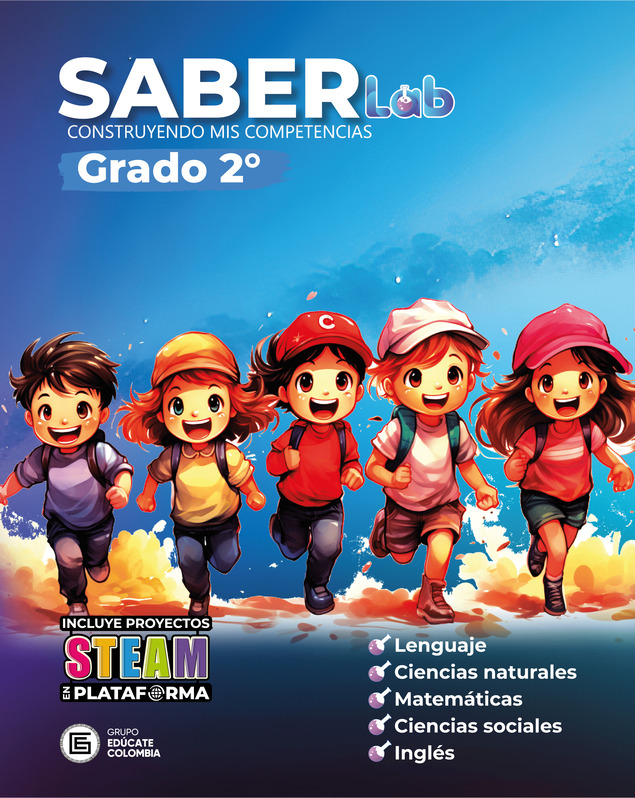 SABER Lab
CONSTRUYENDO MIS COMPETENCIAS
Grado 2°
C
INCLUYE PROYECTOS
STEAM
EN PLATAFORMA
GRUPO
EDÚCATE
COLOMBIA
Lenguaje
Ciencias naturales
Matemáticas
Ciencias sociales
Inglés